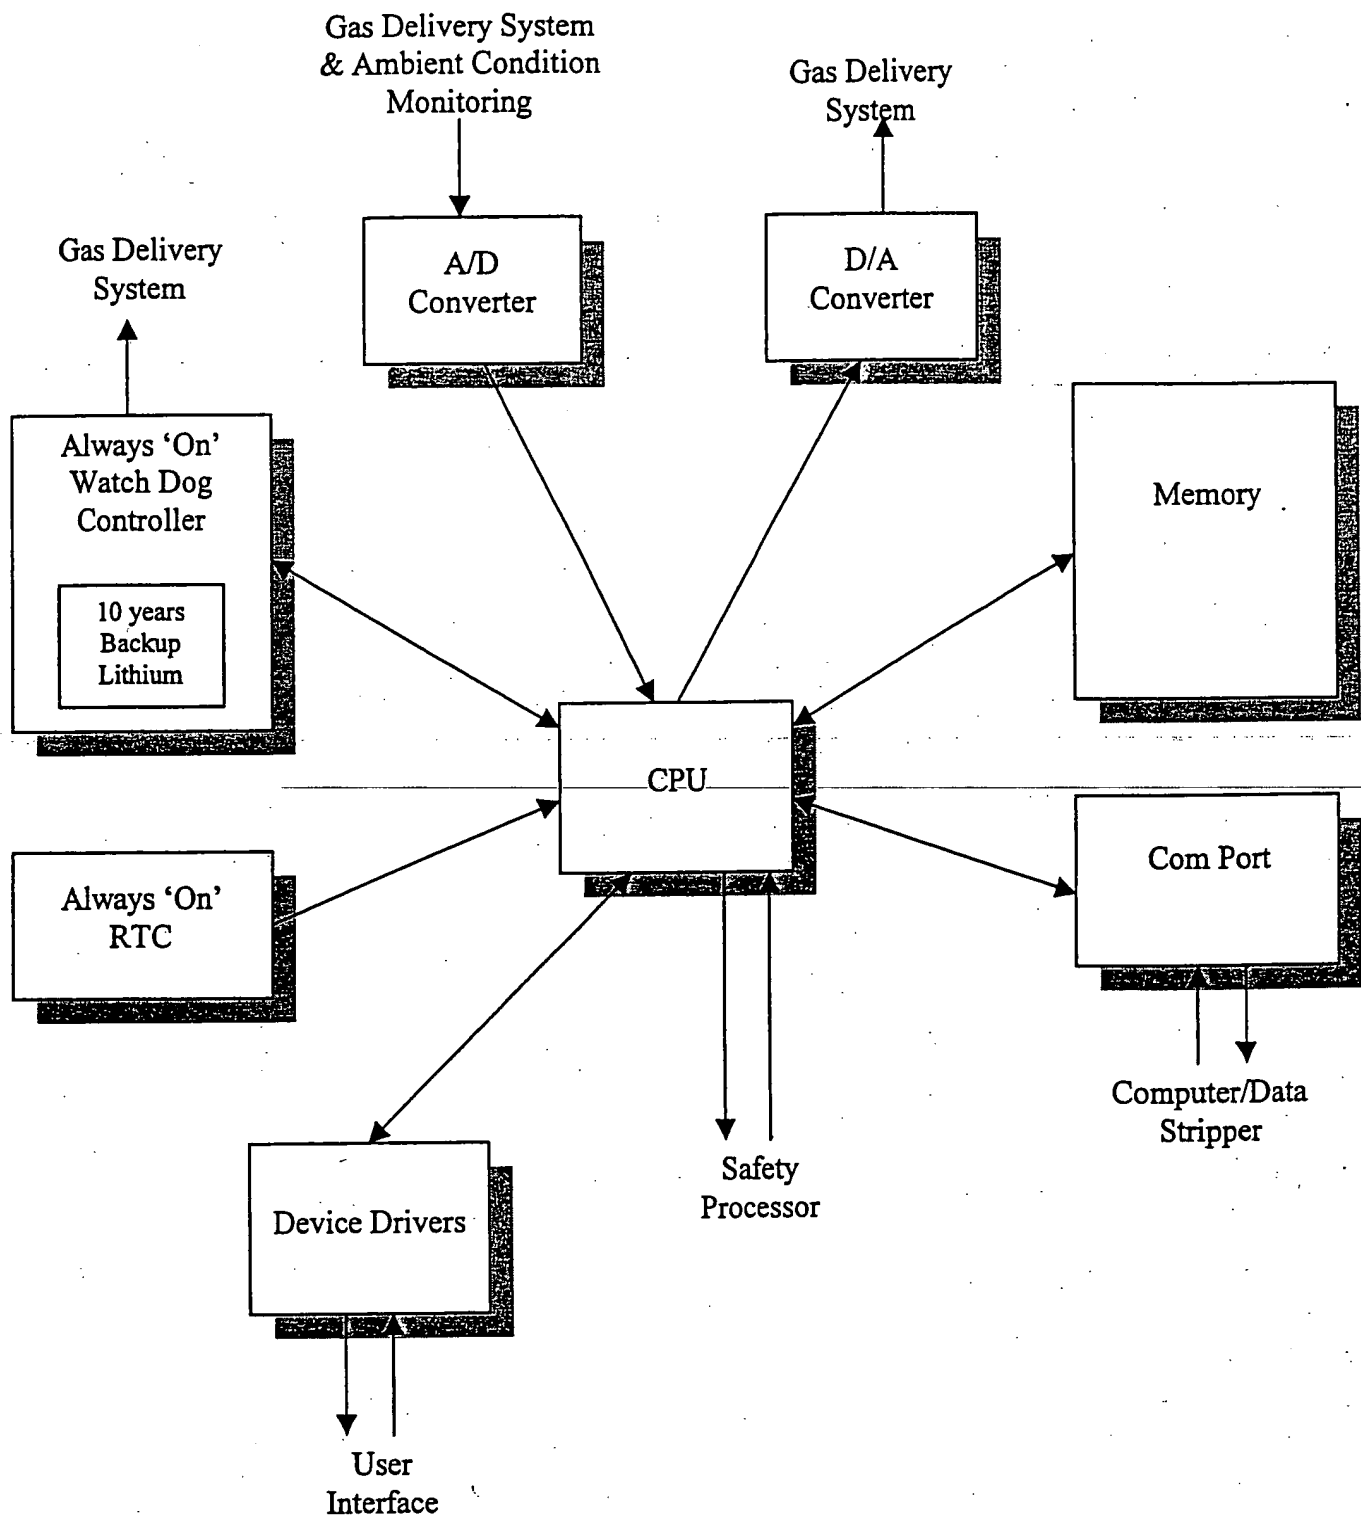 Gas Delivery System
& Ambient Condition
Monitoring
Gas Delivery
System
Gas Delivery
System
A/D
Converter
D/A
Converter
Always ‘On’
Watch Dog
Controller
10 years
Backup
Lithium
Memory
CPU
Com Port
Always ‘On’
RTC
Computer/Data
Stripper
Safety
Processor
Device Drivers
User
Interface